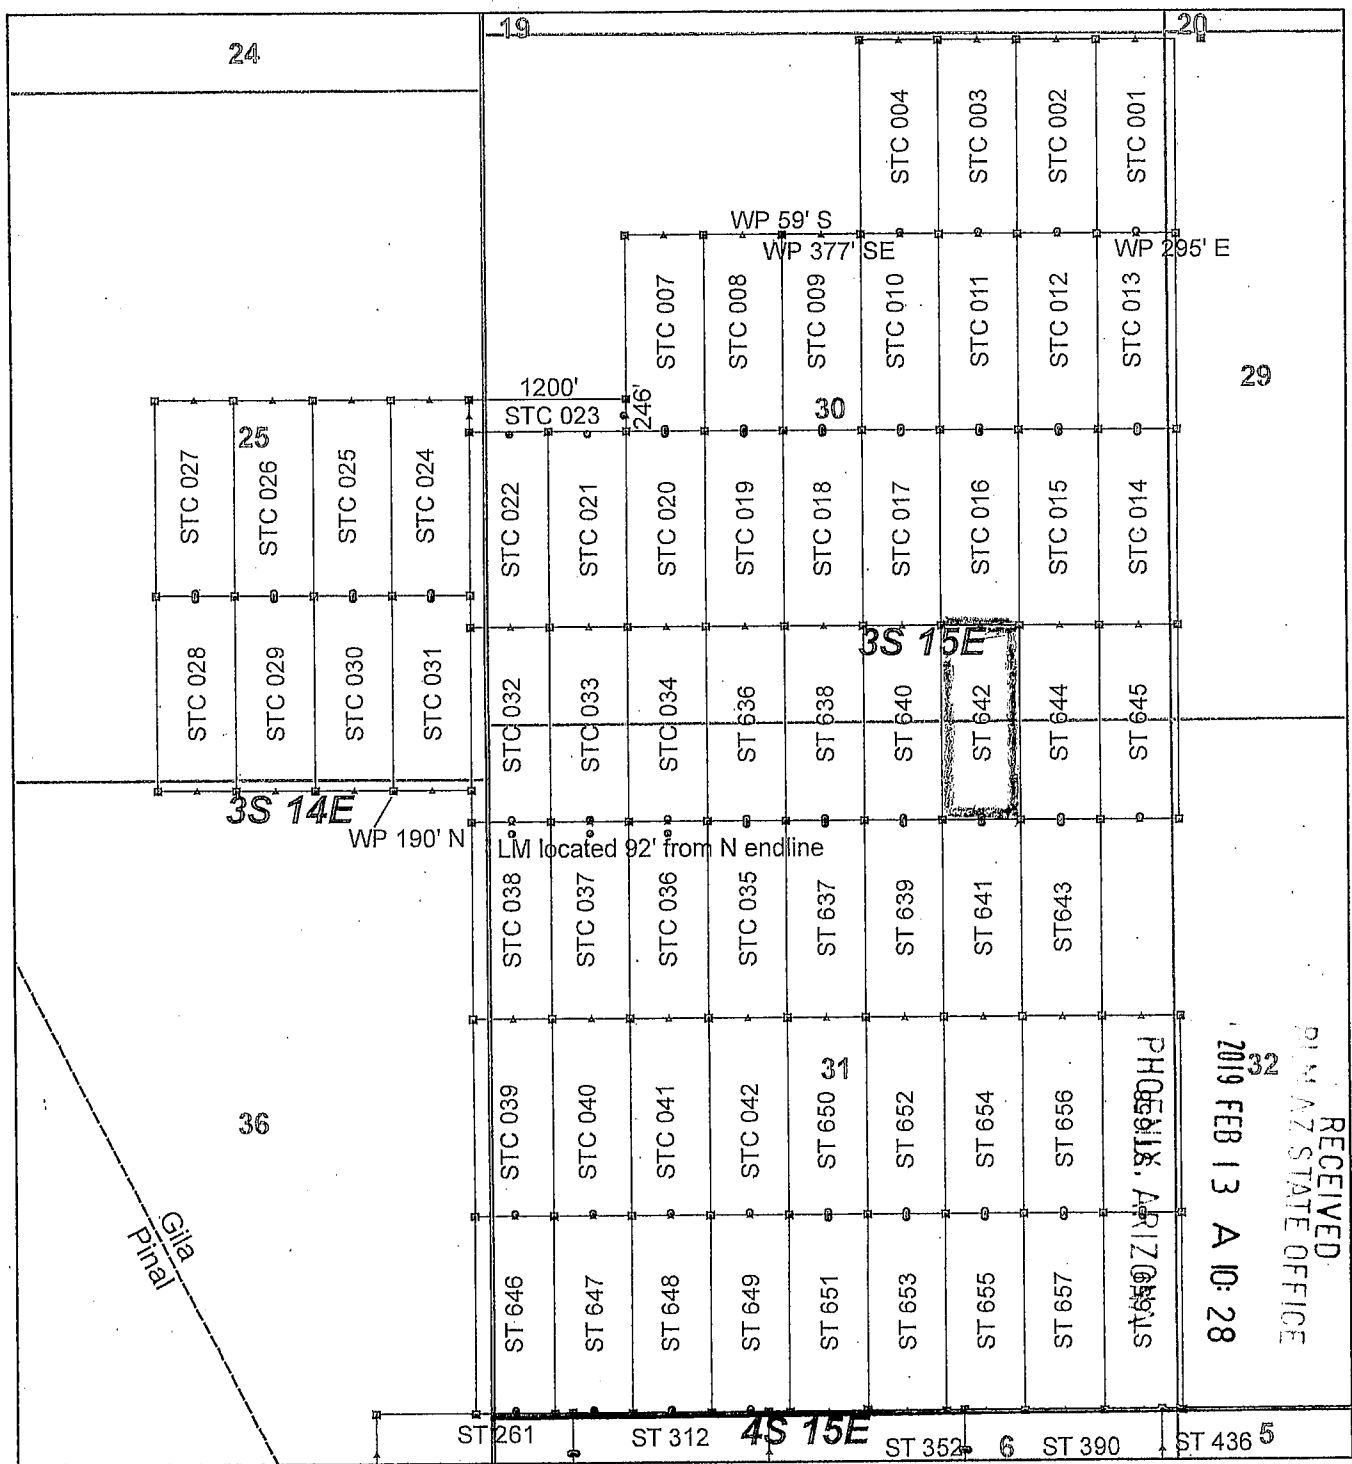 19
20
24
STC 004
STC 003
STC 002
STC 001
WP 59' S
WP 377' SE
WP 295' E
STC 007
STC 008
STC 009
STC 010
STC 011
STC 012
STC 013
29
1200'
246'
STC 023
30
25
STC 027
STC 026
STC 025
STC 024
STC 022
STC 021
STC 020
STC 019
STC 018
STC 017
STC 016
STC 015
STC 014
3S 15E
STC 028
STC 029
STC 030
STC 031
STC 032
STC 033
STC 034
ST 636
ST 638
ST 640
ST 642
ST 644
ST 645
3S 14E
WP 190' N
LM located 92' from N endline
STC 038
STC 037
STC 036
STC 035
ST 637
ST 639
ST 641
ST643
31
32
36
STC 039
STC 040
STC 041
STC 042
ST 650
ST 652
ST 654
ST 656
ST 658
RECEIVED
BLM AZ STATE OFFICE
2019 FEB 13 A 10: 28
PHOENIX, ARIZONA
Gila
Pinal
ST 646
ST 647
ST 648
ST 649
ST 651
ST 653
ST 655
ST 657
ST 659
4S 15E
ST 261
ST 312
ST 352
6
ST 390
ST 436
5